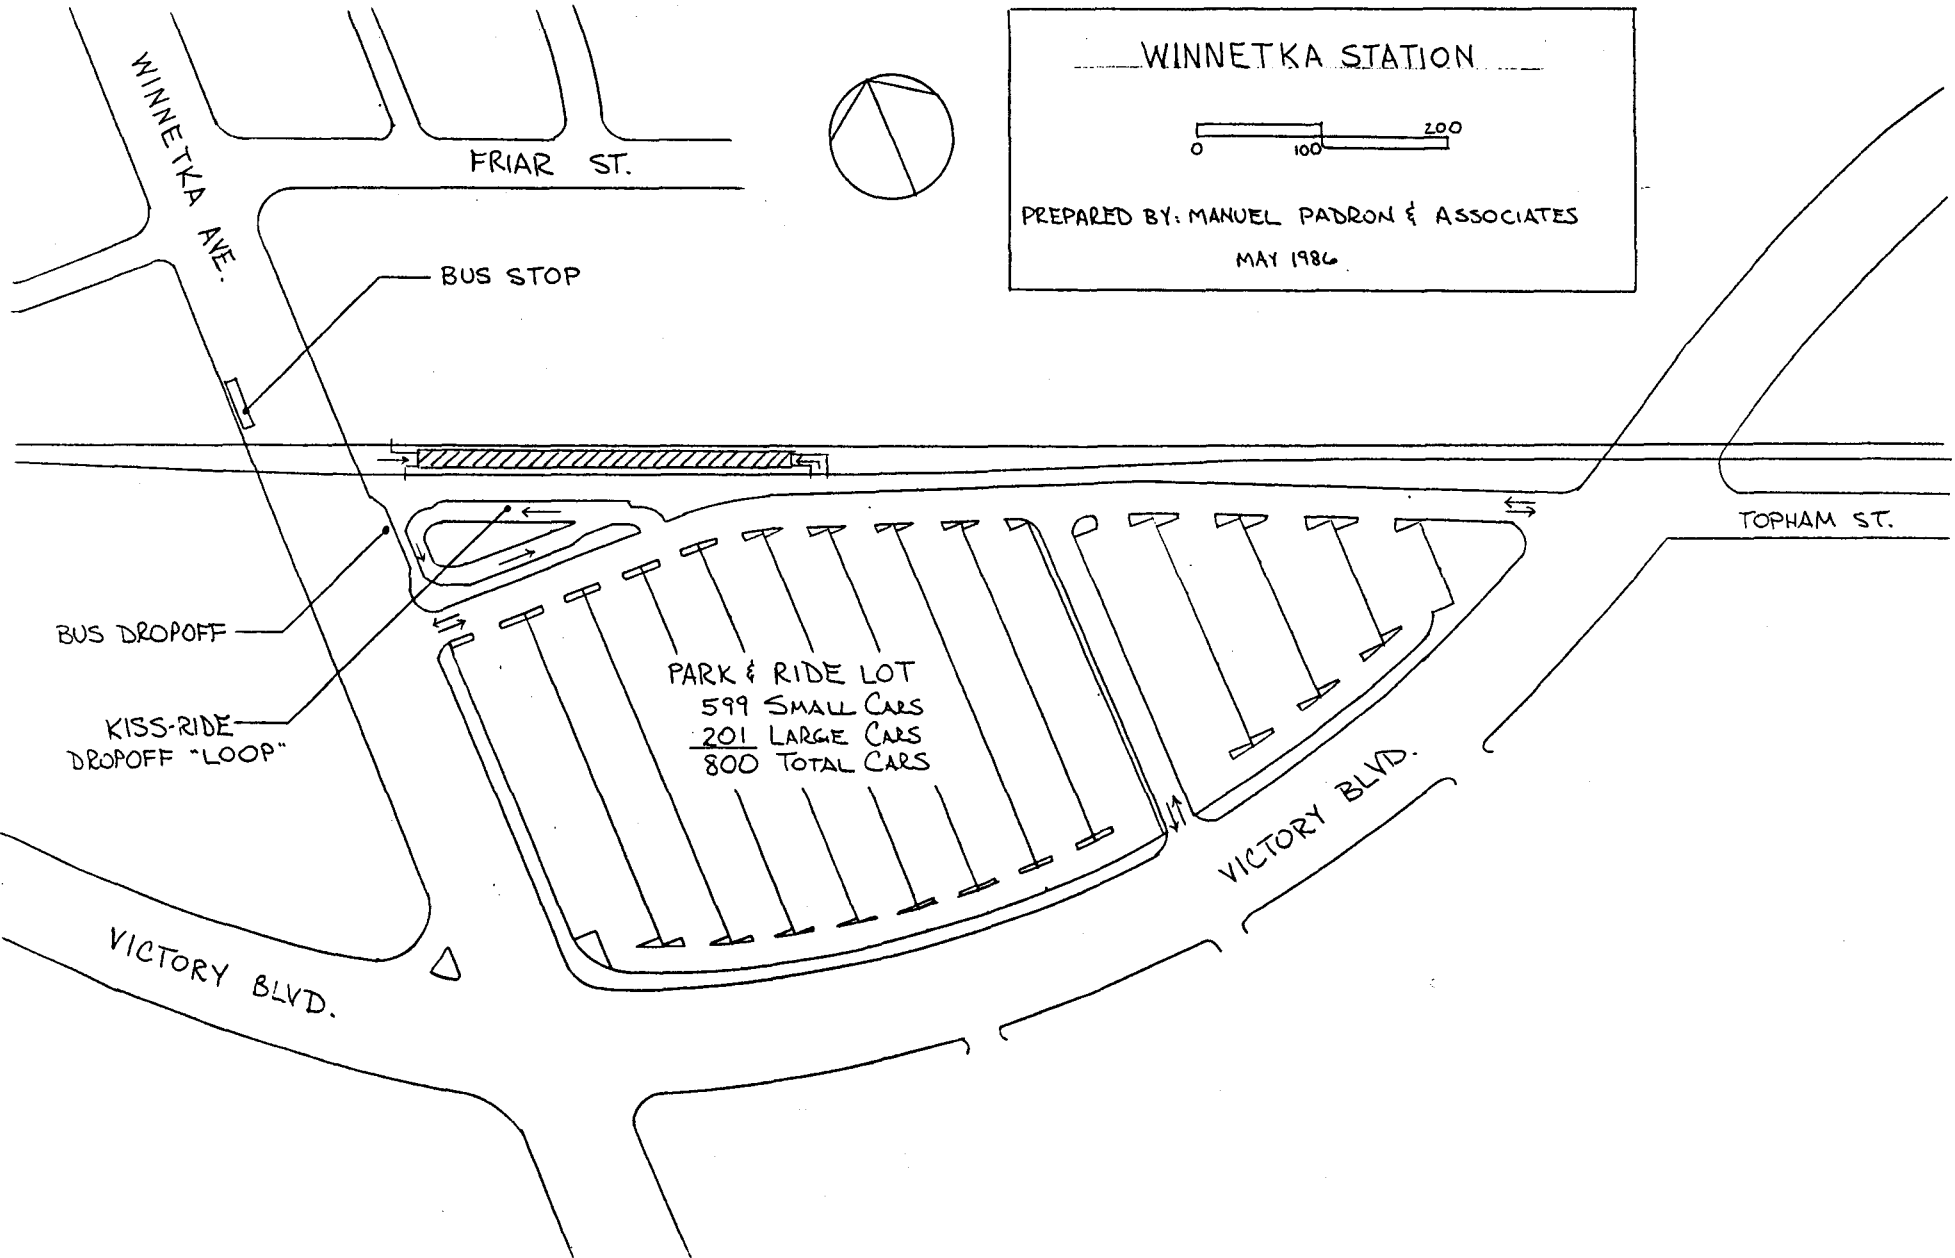 WINNETKA STATION
0 100 200
PREPARED BY: MANUEL PADRON & ASSOCIATES
MAY 1986
WINNETKA AVE.
FRIAR ST.
BUS STOP
TOPHAM ST.
BUS DROPOFF
KISS-RIDE
DROPOFF "LOOP"
PARK & RIDE LOT
599 SMALL CARS
201 LARGE CARS
800 TOTAL CARS
VICTORY BLVD.
VICTORY BLVD.